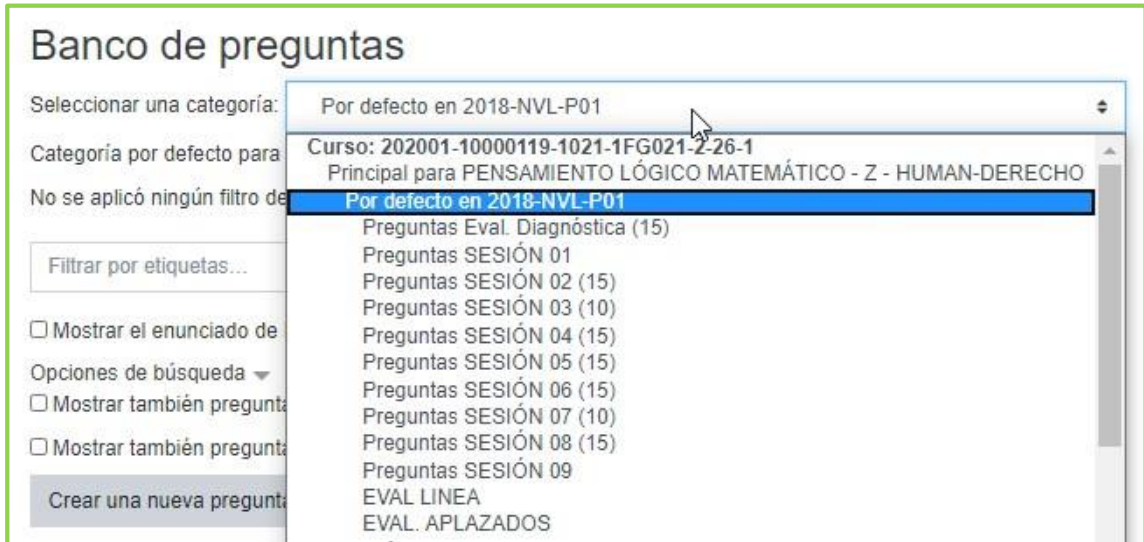 Banco de preguntas
Seleccionar una categoría:
Por defecto en 2018-NVL-P01
Categoría por defecto para
No se aplicó ningún filtro de
Filtrar por etiquetas...
Mostrar el enunciado de
Opciones de búsqueda
Mostrar también pregunta
Mostrar también pregunta
Crear una nueva pregunta
Curso: 202001-10000119-1021-1FG021-2-26-1
Principal para PENSAMIENTO LÓGICO MATEMÁTICO - Z - HUMAN-DERECHO
Por defecto en 2018-NVL-P01
Preguntas Eval. Diagnóstica (15)
Preguntas SESIÓN 01
Preguntas SESIÓN 02 (15)
Preguntas SESIÓN 03 (10)
Preguntas SESIÓN 04 (15)
Preguntas SESIÓN 05 (15)
Preguntas SESIÓN 06 (15)
Preguntas SESIÓN 07 (10)
Preguntas SESIÓN 08 (15)
Preguntas SESIÓN 09
EVAL LINEA
EVAL. APLAZADOS